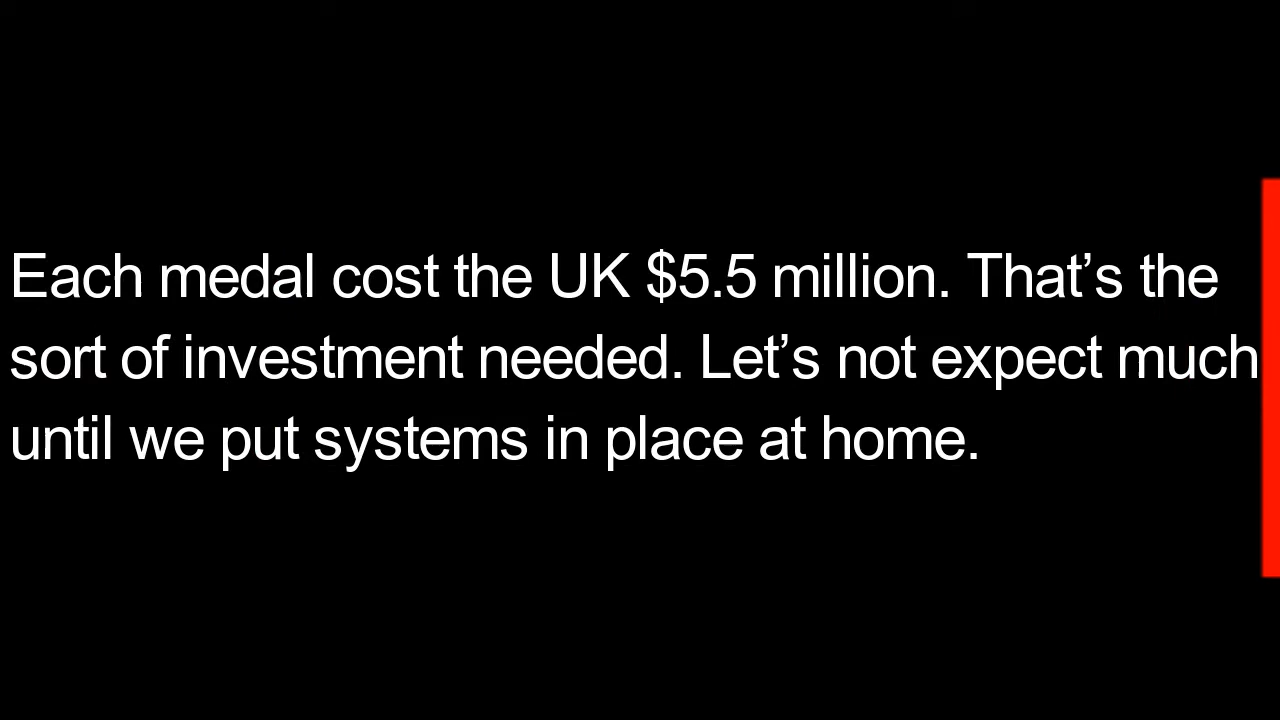 Each medal cost the UK $5.5 million. That’s the
sort of investment needed. Let’s not expect much
until we put systems in place at home.